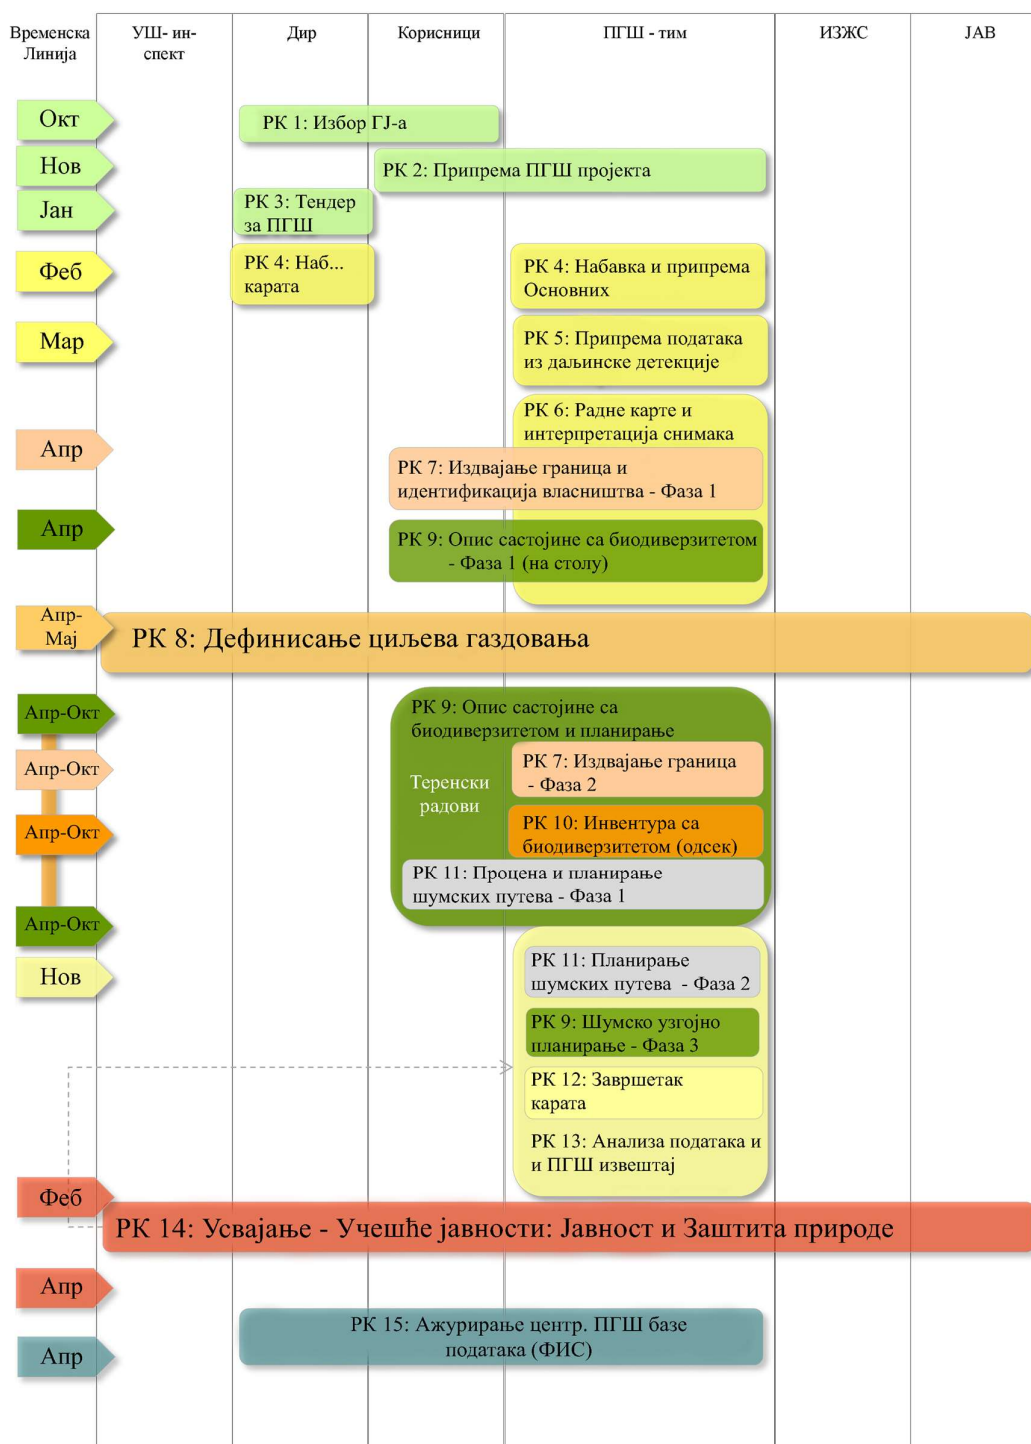 Временска
Линија
УШ- ин-
спект
Дир
Корисници
ПГШ - тим
ИЗЖС
ЈАВ
Окт
РК 1: Избор ГЈ-а
Нов
РК 2: Припрема ПГШ пројекта
Јан
РК 3: Тендер
за ПГШ
Феб
РК 4: Наб...
карата
РК 4: Набавка и припрема
Основних
Мар
РК 5: Припрема података
из даљинске детекције
РК 6: Радне карте и
интерпретација снимака
Апр
РК 7: Издвајање граница и
идентификација власништва - Фаза 1
Апр
РК 9: Опис састојине са биодиверзитетом
- Фаза 1 (на столу)
Апр-
Мај
РК 8: Дефинисање циљева газдовања
Апр-Окт
РК 9: Опис састојине са
биодиверзитетом и планирање
Апр-Окт
Теренски
радови
РК 7: Издвајање граница
- Фаза 2
Апр-Окт
РК 10: Инвентура са
биодиверзитетом (одсек)
РК 11: Процена и планирање
шумских путева - Фаза 1
Апр-Окт
Нов
РК 11: Планирање
шумских путева - Фаза 2
РК 9: Шумско узгојно
планирање - Фаза 3
РК 12: Завршетак
карата
РК 13: Анализа података и
и ПГШ извештај
Феб
РК 14: Усвајање - Учешће јавности: Јавност и Заштита природе
Апр
РК 15: Ажурирање центр. ПГШ базе
података (ФИС)
Апр